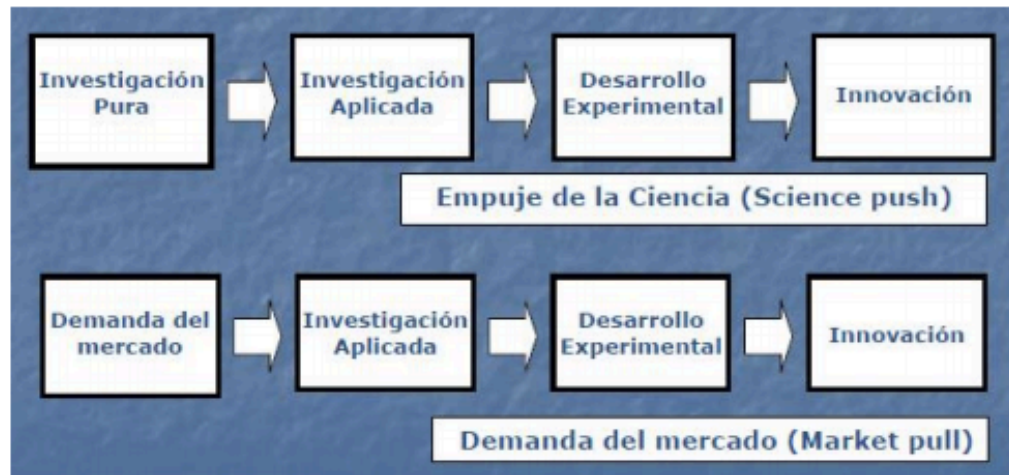 Investigación
Pura
Investigación
Aplicada
Desarrollo
Experimental
Innovación
Empuje de la Ciencia (Science push)
Demanda del
mercado
Investigación
Aplicada
Desarrollo
Experimental
Innovación
Demanda del mercado (Market pull)